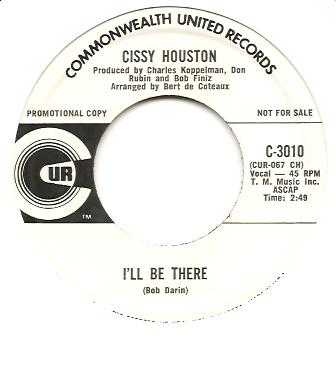 COMMONWEALTH UNITED RECORDS
CISSY HOUSTON
Produced by Charles Koppelman, Don
Rubin and Bob Finiz
Arranged by Bert de Coteaux
PROMOTIONAL COPY
NOT FOR SALE
CUR
TM
C-3010
(CUR-067 CH)
Vocal — 45 RPM
T. M. Music Inc.
ASCAP
Time: 2:49
I'LL BE THERE
(Bob Darin)